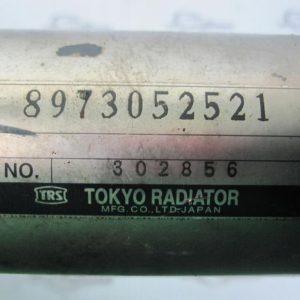 8973052521
NO. 302856
TRS TOKYO RADIATOR
MFG.CO.,LTD.JAPAN